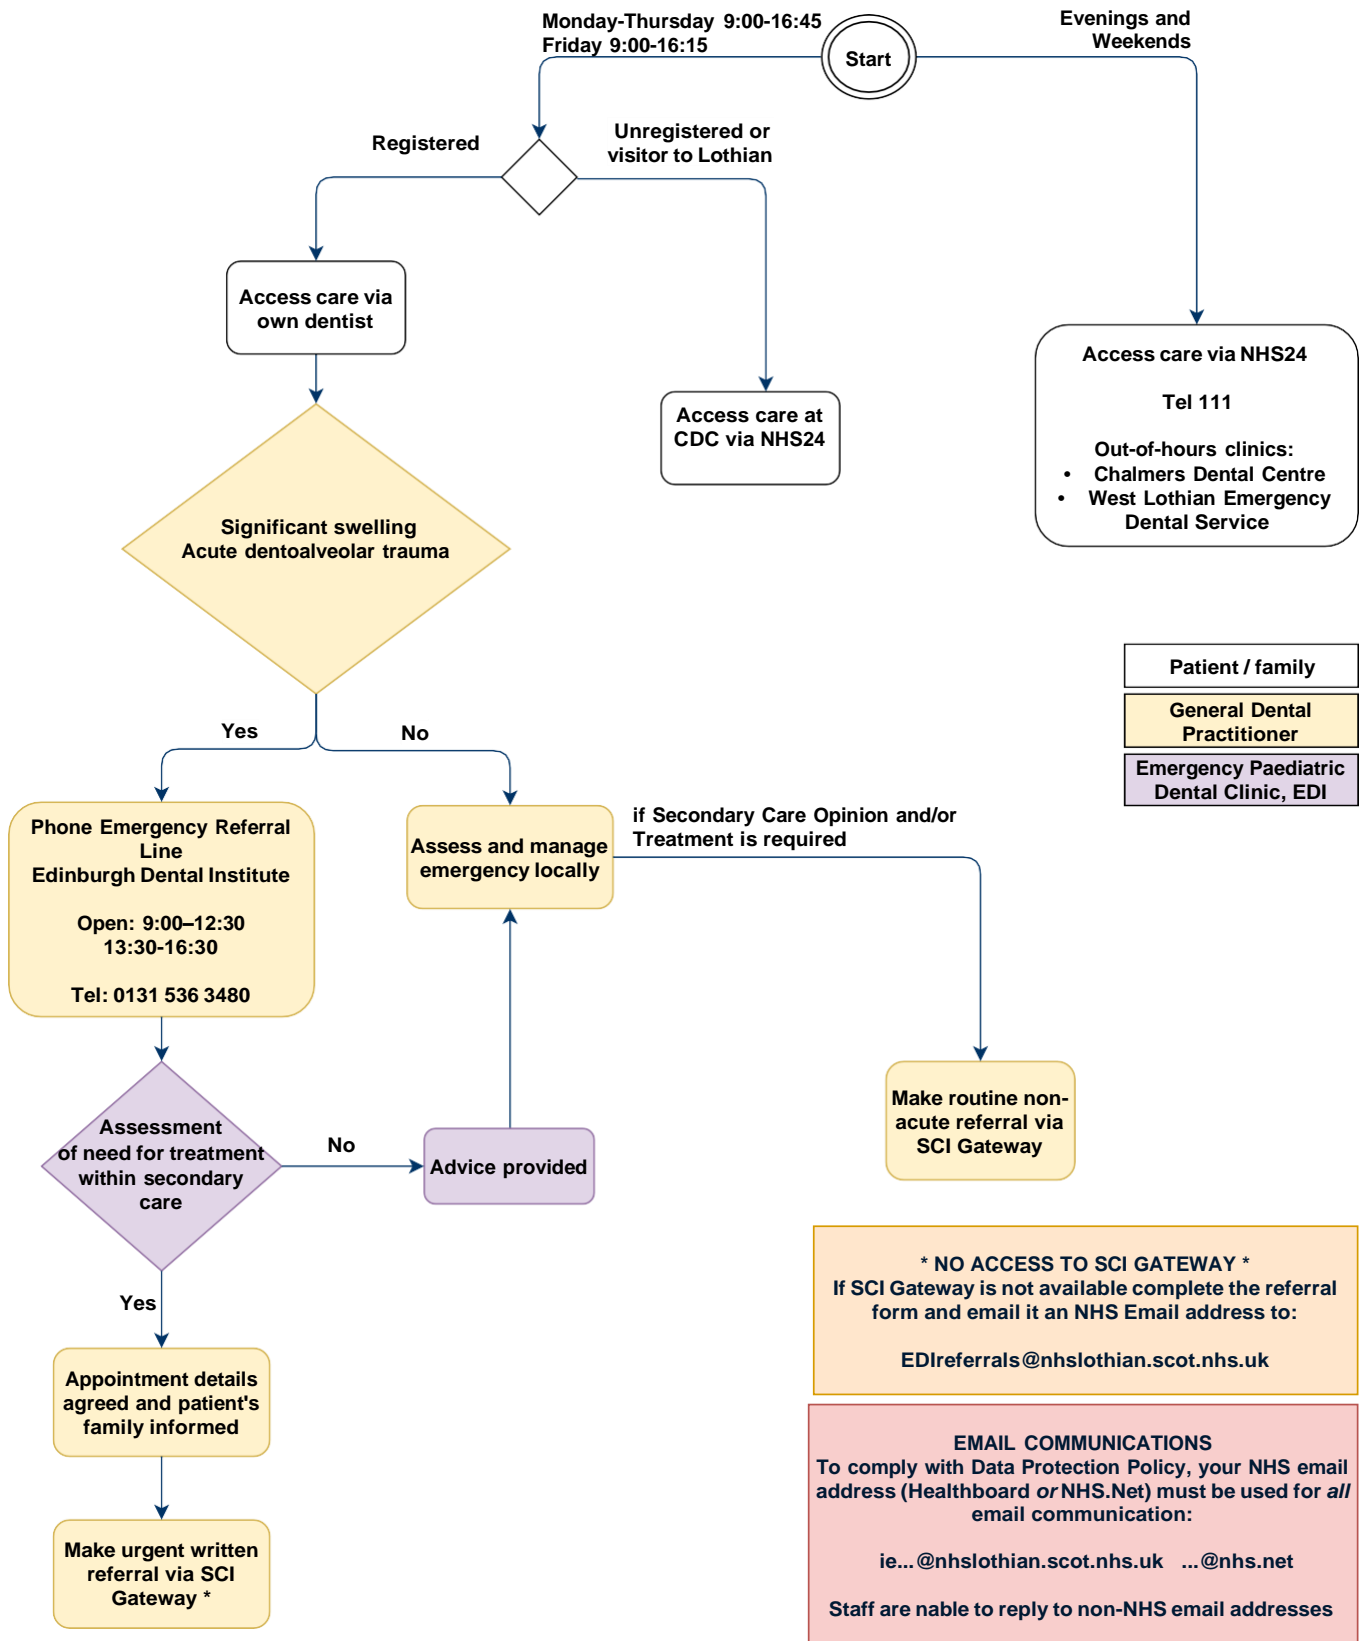 Monday-Thursday 9:00-16:45
Friday 9:00-16:15
Start
Evenings and
Weekends
Registered
Unregistered or
visitor to Lothian
Access care via
own dentist
Access care at
CDC via NHS24
Access care via NHS24
Tel 111
Out-of-hours clinics:
• Chalmers Dental Centre
• West Lothian Emergency
Dental Service
Significant swelling
Acute dentoalveolar trauma
Patient / family
General Dental
Practitioner
Emergency Paediatric
Dental Clinic, EDI
Yes
No
Phone Emergency Referral
Line
Edinburgh Dental Institute
Open: 9:00–12:30
13:30-16:30
Tel: 0131 536 3480
Assess and manage
emergency locally
if Secondary Care Opinion and/or
Treatment is required
Make routine non-
acute referral via
SCI Gateway
Assessment
of need for treatment
within secondary
care
No
Advice provided
Yes
Appointment details
agreed and patient's
family informed
Make urgent written
referral via SCI
Gateway *
* NO ACCESS TO SCI GATEWAY *
If SCI Gateway is not available complete the referral
form and email it an NHS Email address to:
EDIreferrals@nhslothian.scot.nhs.uk
EMAIL COMMUNICATIONS
To comply with Data Protection Policy, your NHS email
address (Healthboard or NHS.Net) must be used for all
email communication:
ie...@nhslothian.scot.nhs.uk ...@nhs.net
Staff are nable to reply to non-NHS email addresses